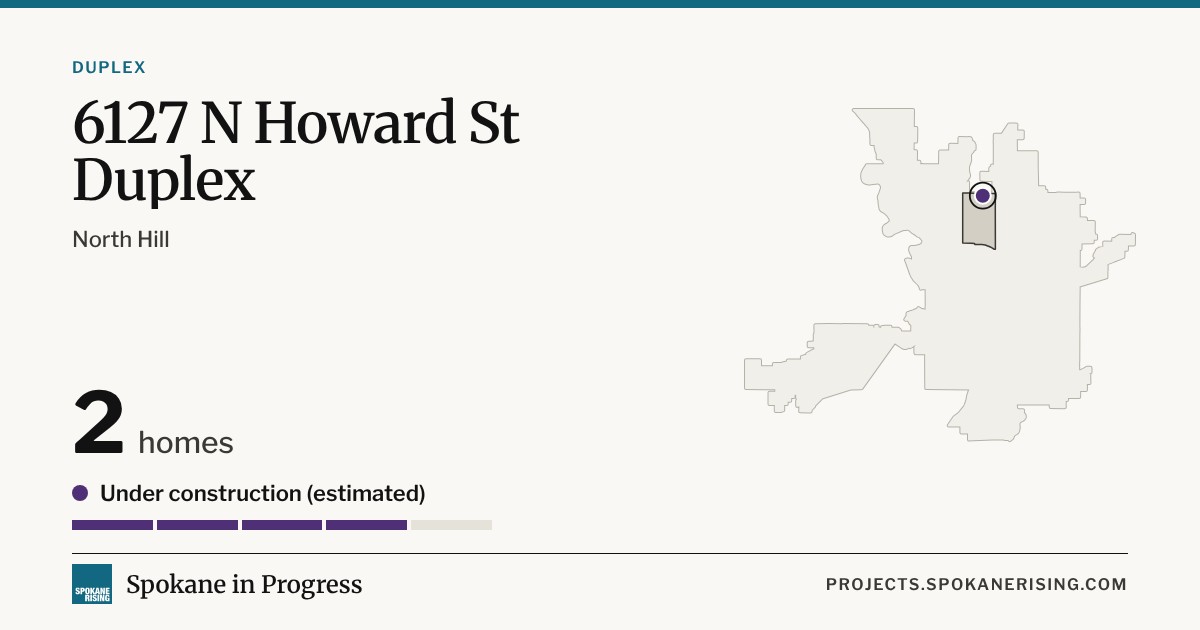 DUPLEX
6127 N Howard St
Duplex
North Hill
2 homes
Under construction (estimated)
SPOKANE
RISING
Spokane in Progress
PROJECTS.SPOKANERISING.COM